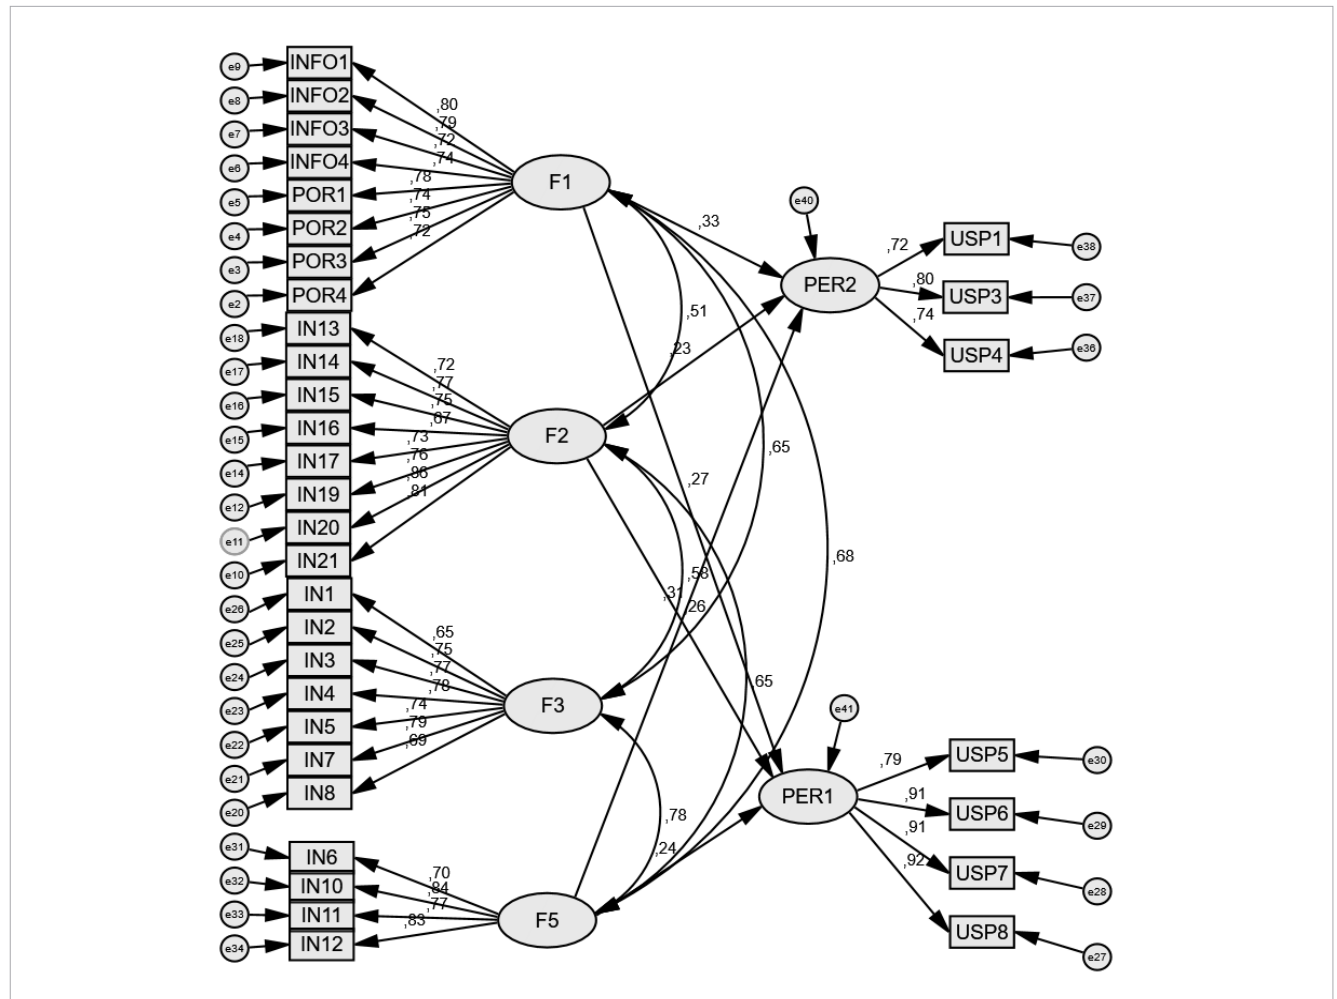 e9 INFO1
e8 INFO2
e7 INFO3
e6 INFO4
e5 POR1
e4 POR2
e3 POR3
e2 POR4
e18 IN13
e17 IN14
e16 IN15
e15 IN16
e14 IN17
e12 IN19
e11 IN20
e10 IN21
e26 IN1
e25 IN2
e24 IN3
e23 IN4
e22 IN5
e21 IN7
e20 IN8
e31 IN6
e32 IN10
e33 IN11
e34 IN12
,80
,79
,72
,74
,78
,74
,75
,72
,72
,77
,75
,67
,73
,76
,86
,81
,65
,75
,77
,78
,74
,79
,69
,70
,84
,77
,83
F1
F2
F3
F5
,33
,51
,23
,65
,27
,68
,58
,31
,26
,65
,78
,24
e40
PER2
,72
,80
,74
USP1 e38
USP3 e37
USP4 e36
e41
PER1
,79
,91
,91
,92
USP5 e30
USP6 e29
USP7 e28
USP8 e27